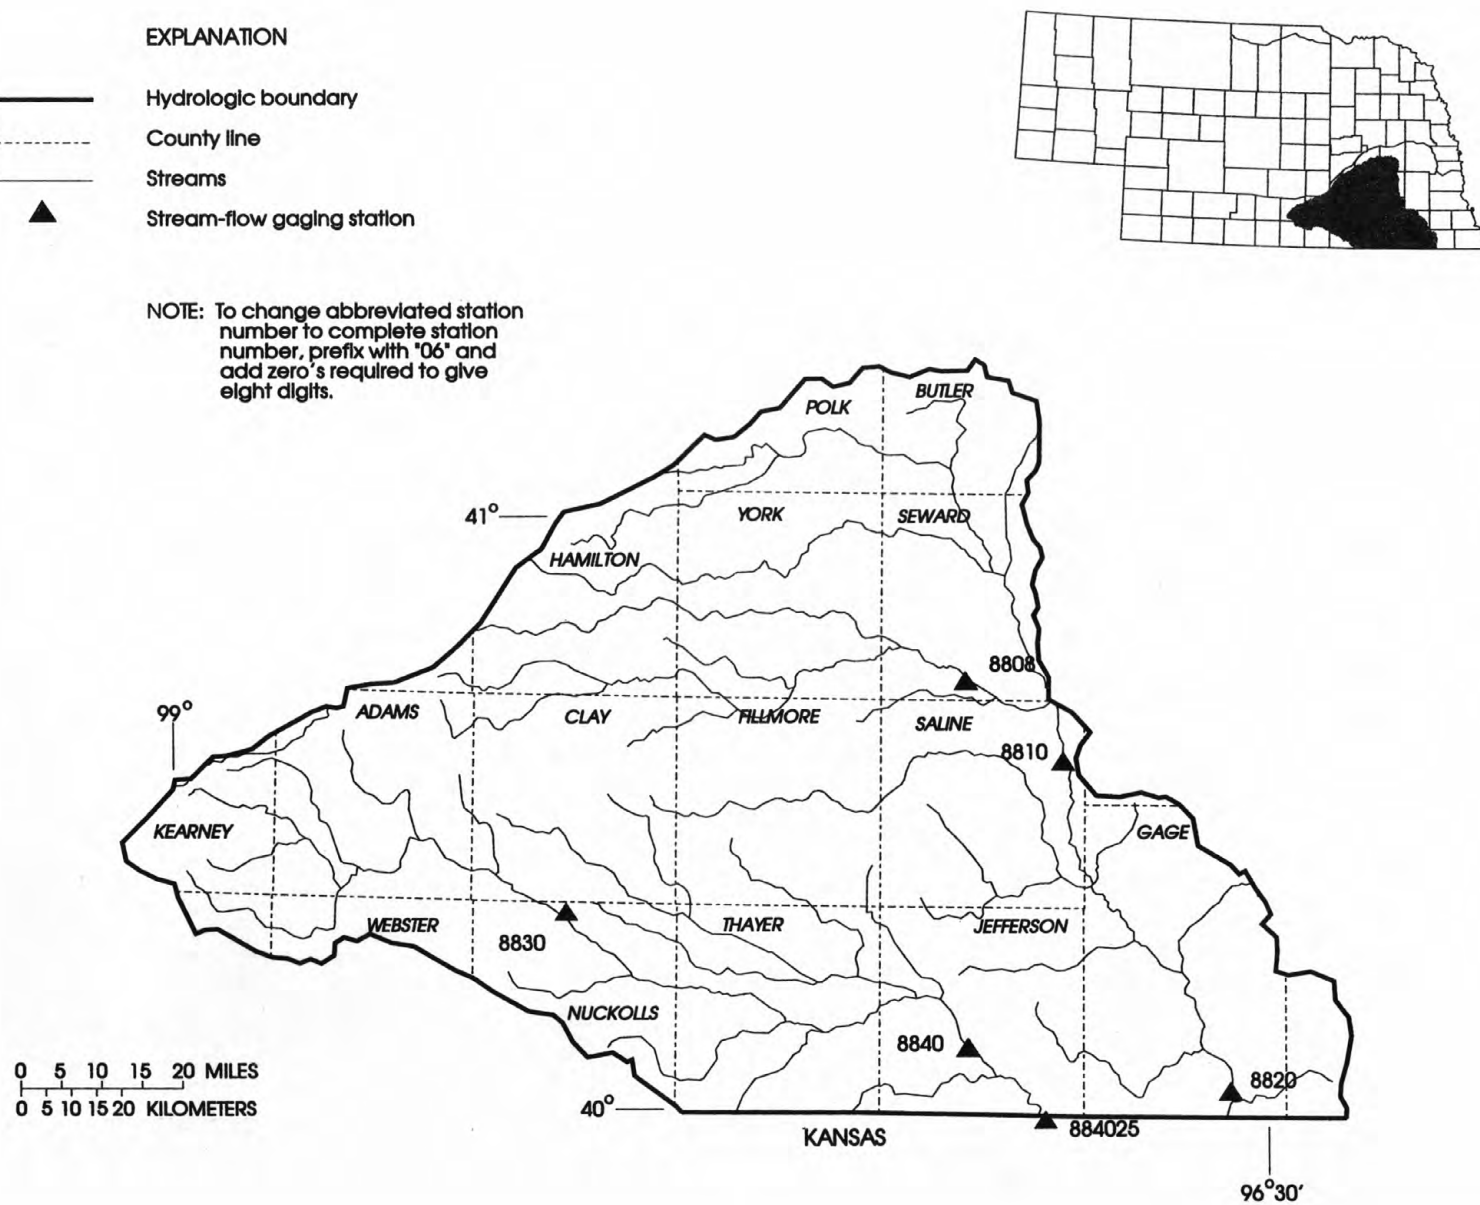 EXPLANATION
Hydrologic boundary
County line
Streams
Stream-flow gaging station
NOTE: To change abbreviated station
number to complete station
number, prefix with "06" and
add zero's required to give
eight digits.
BUTLER
POLK
41°
YORK
SEWARD
HAMILTON
8808
99°
ADAMS
CLAY
FILLMORE
SALINE
8810
KEARNEY
GAGE
WEBSTER
THAYER
JEFFERSON
8830
NUCKOLLS
8840
0 5 10 15 20 MILES
8820
0 5 10 15 20 KILOMETERS
40°
884025
KANSAS
96°30'